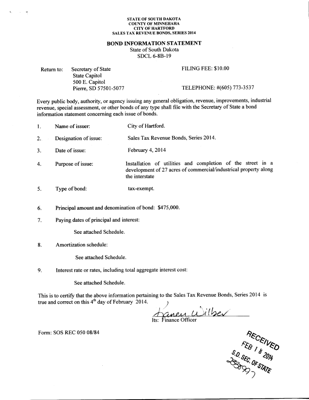 STATE OF SOUTH DAKOTA
COUNTY OF MINNEHAHA
CITY OF HARTFORD
SALES TAX REVENUE BONDS, SERIES 2014
BOND INFORMATION STATEMENT
State of South Dakota
SDCL 6-8B-19
Return to: Secretary of State FILING FEE: $10.00
State Capitol
500 E. Capitol
Pierre, SD 57501-5077 TELEPHONE: #(605) 773-3537
Every public body, authority, or agency issuing any general obligation, revenue, improvements, industrial
revenue, special assessment, or other bonds of any type shall file with the Secretary of State a bond
information statement concerning each issue of bonds.
1. Name of issuer: City of Hartford.
2. Designation of issue: Sales Tax Revenue Bonds, Series 2014.
3. Date of issue: February 4, 2014
4. Purpose of issue: Installation of utilities and completion of the street in a
development of 27 acres of commercial/industrial property along
the interstate
5. Type of bond: tax-exempt.
6. Principal amount and denomination of bond: $475,000.
7. Paying dates of principal and interest:
See attached Schedule.
8. Amortization schedule:
See attached Schedule.
9. Interest rate or rates, including total aggregate interest cost:
See attached Schedule.
This is to certify that the above information pertaining to the Sales Tax Revenue Bonds, Series 2014 is
true and correct on this 4th day of February 2014.
Karen Wilber
Its: Finance Officer
Form: SOS REC 050 08/84
RECEIVED
FEB 18 2014
S.D. SEC. OF STATE